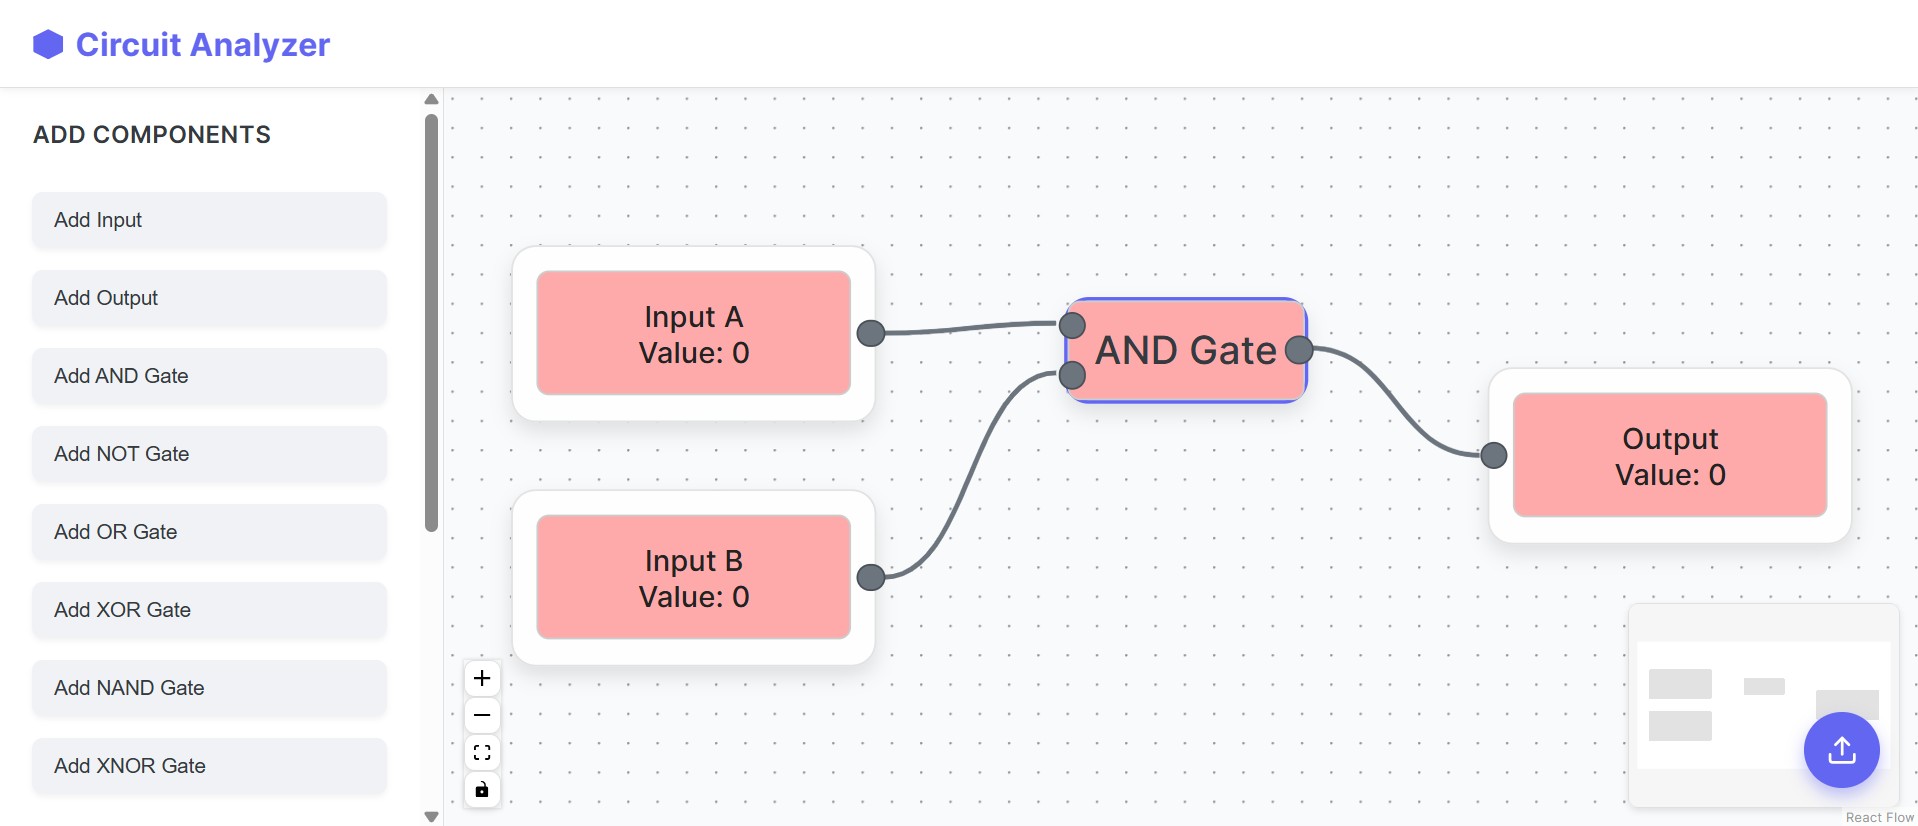 Circuit Analyzer
ADD COMPONENTS
Add Input
Add Output
Add AND Gate
Add NOT Gate
Add OR Gate
Add XOR Gate
Add NAND Gate
Add XNOR Gate
Input A
Value: 0
Input B
Value: 0
AND Gate
Output
Value: 0
React Flow